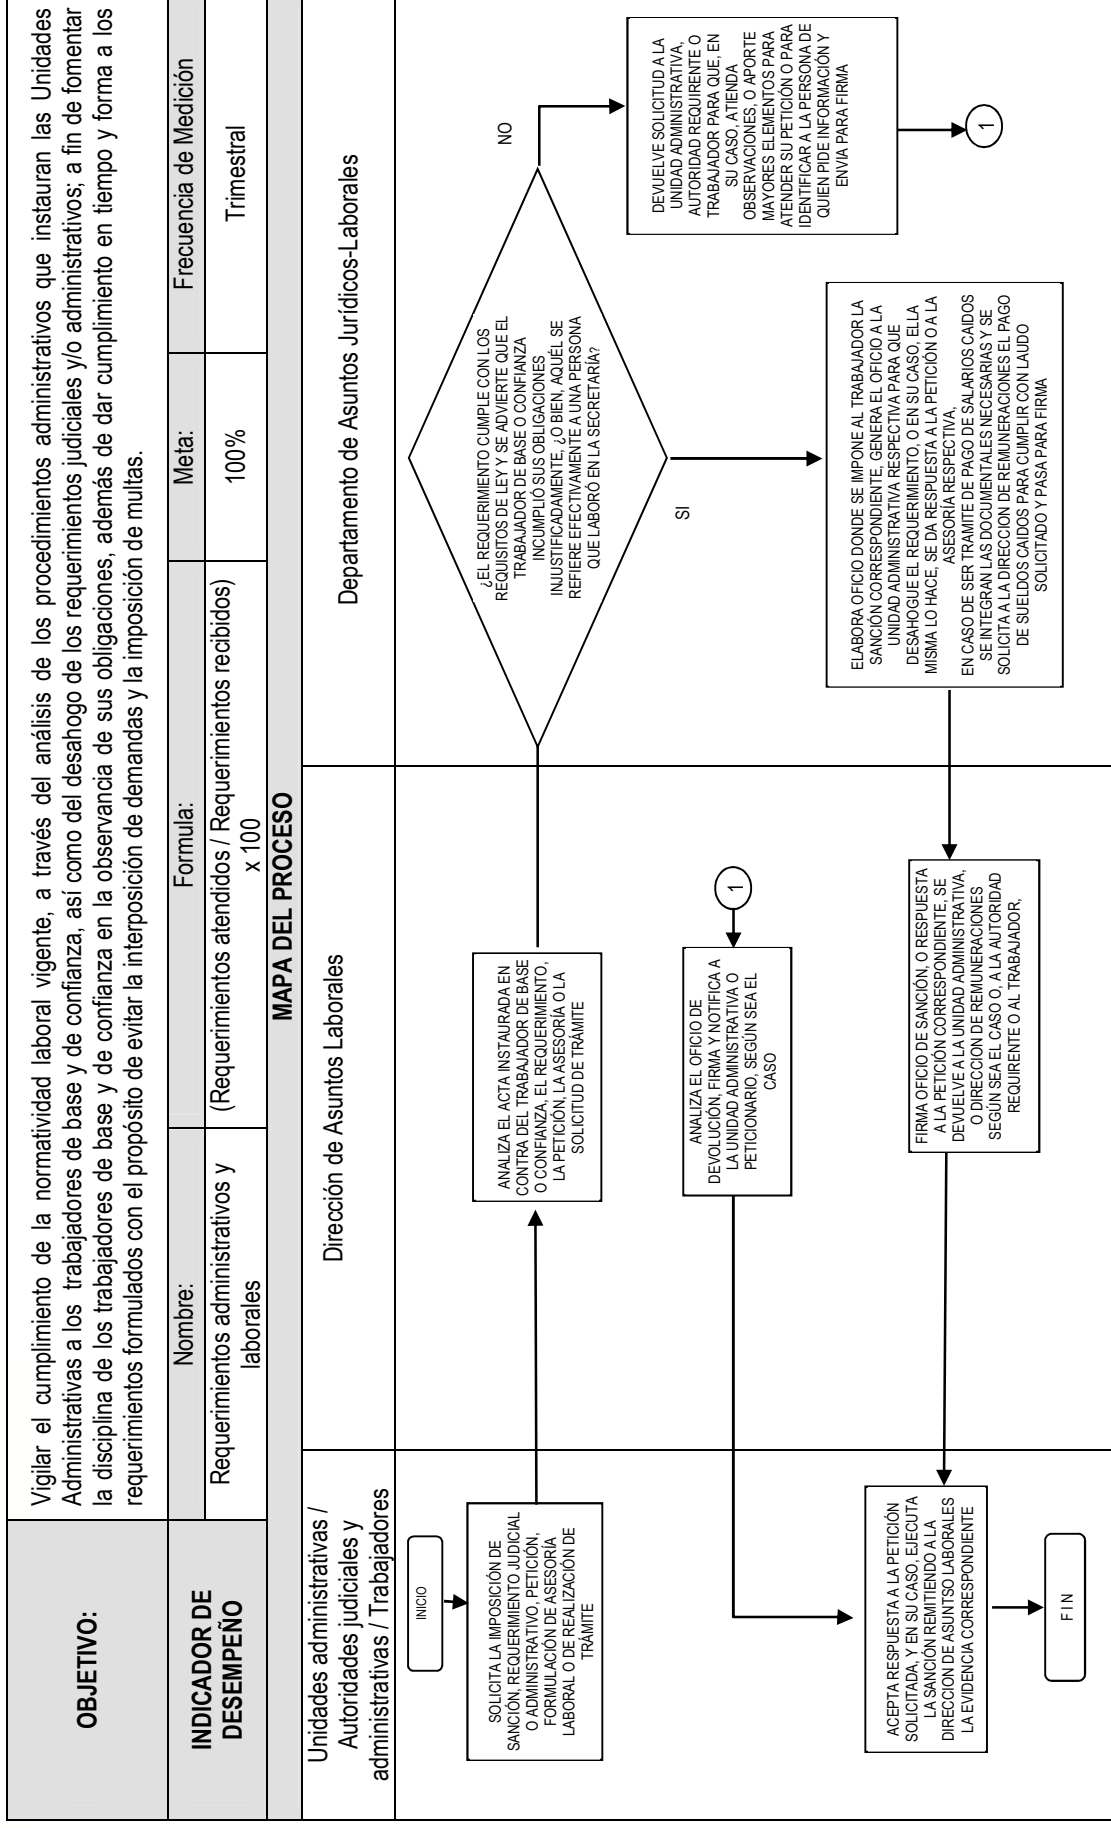 OBJETIVO:
Vigilar el cumplimiento de la normatividad laboral vigente, a través del análisis de los procedimientos administrativos que instauran las Unidades
Administrativas a los trabajadores de base y de confianza, así como del desahogo de los requerimientos judiciales y/o administrativos; a fin de fomentar
la disciplina de los trabajadores de base y de confianza en la observancia de sus obligaciones, además de dar cumplimiento en tiempo y forma a los
requerimientos formulados con el propósito de evitar la interposición de demandas y la imposición de multas.
INDICADOR DE
DESEMPEÑO
Nombre:
Formula:
Meta:
Frecuencia de Medición
Requerimientos administrativos y
laborales
(Requerimientos atendidos / Requerimientos recibidos)
x 100
100%
Trimestral
MAPA DEL PROCESO
Unidades administrativas /
Autoridades judiciales y
administrativas / Trabajadores
Dirección de Asuntos Laborales
Departamento de Asuntos Jurídicos-Laborales
INICIO
SOLICITA LA IMPOSICIÓN DE
SANCIÓN, REQUERIMIENTO JUDICIAL
O ADMINISTRATIVO, PETICIÓN,
FORMULACIÓN DE ASESORÍA
LABORAL O DE REALIZACIÓN DE
TRÁMITE
ANALIZA EL ACTA INSTAURADA EN
CONTRA DEL TRABAJADOR DE BASE
O CONFIANZA, EL REQUERIMIENTO,
LA PETICIÓN, LA ASESORÍA O LA
SOLICITUD DE TRÁMITE
¿EL REQUERIMIENTO CUMPLE CON LOS
REQUISITOS DE LEY Y SE ADVIERTE QUE EL
TRABAJADOR DE BASE O CONFIANZA
INCUMPLIÓ SUS OBLIGACIONES
INJUSTIFICADAMENTE, ¿O BIEN, AQUÉL SE
REFIERE EFECTIVAMENTE A UNA PERSONA
QUE LABORÓ EN LA SECRETARÍA?
NO
DEVUELVE SOLICITUD A LA
UNIDAD ADMINISTRATIVA,
AUTORIDAD REQUIRENTE O
TRABAJADOR PARA QUE, EN
SU CASO, ATIENDA
OBSERVACIONES, O APORTE
MAYORES ELEMENTOS PARA
ATENDER SU PETICIÓN O PARA
IDENTIFICAR A LA PERSONA DE
QUIEN PIDE INFORMACIÓN Y
ENVIA PARA FIRMA
1
SI
ELABORA OFICIO DONDE SE IMPONE AL TRABAJADOR LA
SANCIÓN CORRESPONDIENTE, GENERA EL OFICIO A LA
UNIDAD ADMINISTRATIVA RESPECTIVA PARA QUE
DESAHOGUE EL REQUERIMIENTO, O EN SU CASO, ELLA
MISMA LO HACE, SE DA RESPUESTA A LA PETICIÓN O A LA
ASESORÍA RESPECTIVA,
EN CASO DE SER TRAMITE DE PAGO DE SALARIOS CAIDOS
SE INTEGRAN LAS DOCUMENTALES NECESARIAS Y SE
SOLICITA A LA DIRECCION DE REMUNERACIONES EL PAGO
DE SUELDOS CAIDOS PARA CUMPLIR CON LAUDO
SOLICITADO Y PASA PARA FIRMA
1
ANALIZA EL OFICIO DE
DEVOLUCIÓN, FIRMA Y NOTIFICA A
LA UNIDAD ADMINISTRATIVA O
PETICIONARIO, SEGÚN SEA EL
CASO
FIRMA OFICIO DE SANCIÓN, O RESPUESTA
A LA PETICIÓN CORRESPONDIENTE, SE
DEVUELVE A LA UNIDAD ADMINISTRATIVA,
O DIRECCION DE REMUNERACIONES
SEGÚN SEA EL CASO O, A LA AUTORIDAD
REQUIRENTE O AL TRABAJADOR,
ACEPTA RESPUESTA A LA PETICIÓN
SOLICITADA, Y EN SU CASO, EJECUTA
LA SANCIÓN REMITIENDO A LA
DIRECCION DE ASUNTSO LABORALES
LA EVIDENCIA CORRESPONDIENTE
F I N